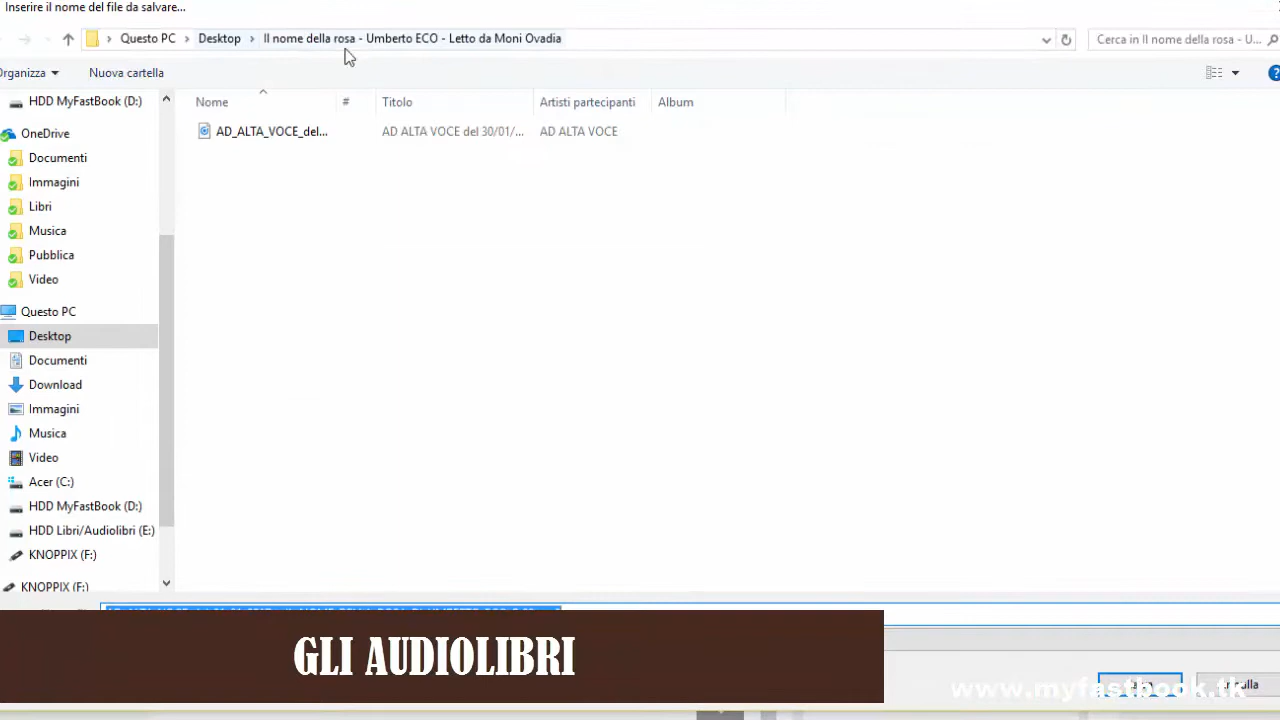 Inserire il nome del file da salvare...
Questo PC > Desktop > Il nome della rosa - Umberto ECO - Letto da Moni Ovadia
Cerca in Il nome della rosa - U...
Organizza
Nuova cartella
HDD MyFastBook (D:)
OneDrive
Documenti
Immagini
Libri
Musica
Pubblica
Video
Questo PC
Desktop
Documenti
Download
Immagini
Musica
Video
Acer (C:)
HDD MyFastBook (D:)
HDD Libri/Audiolibri (E:)
KNOPPIX (F:)
KNOPPIX (F:)
Nome # Titolo Artisti partecipanti Album
AD_ALTA_VOCE_del... AD ALTA VOCE del 30/01/... AD ALTA VOCE
GLI AUDIOLIBRI
www.myfastbook.tk